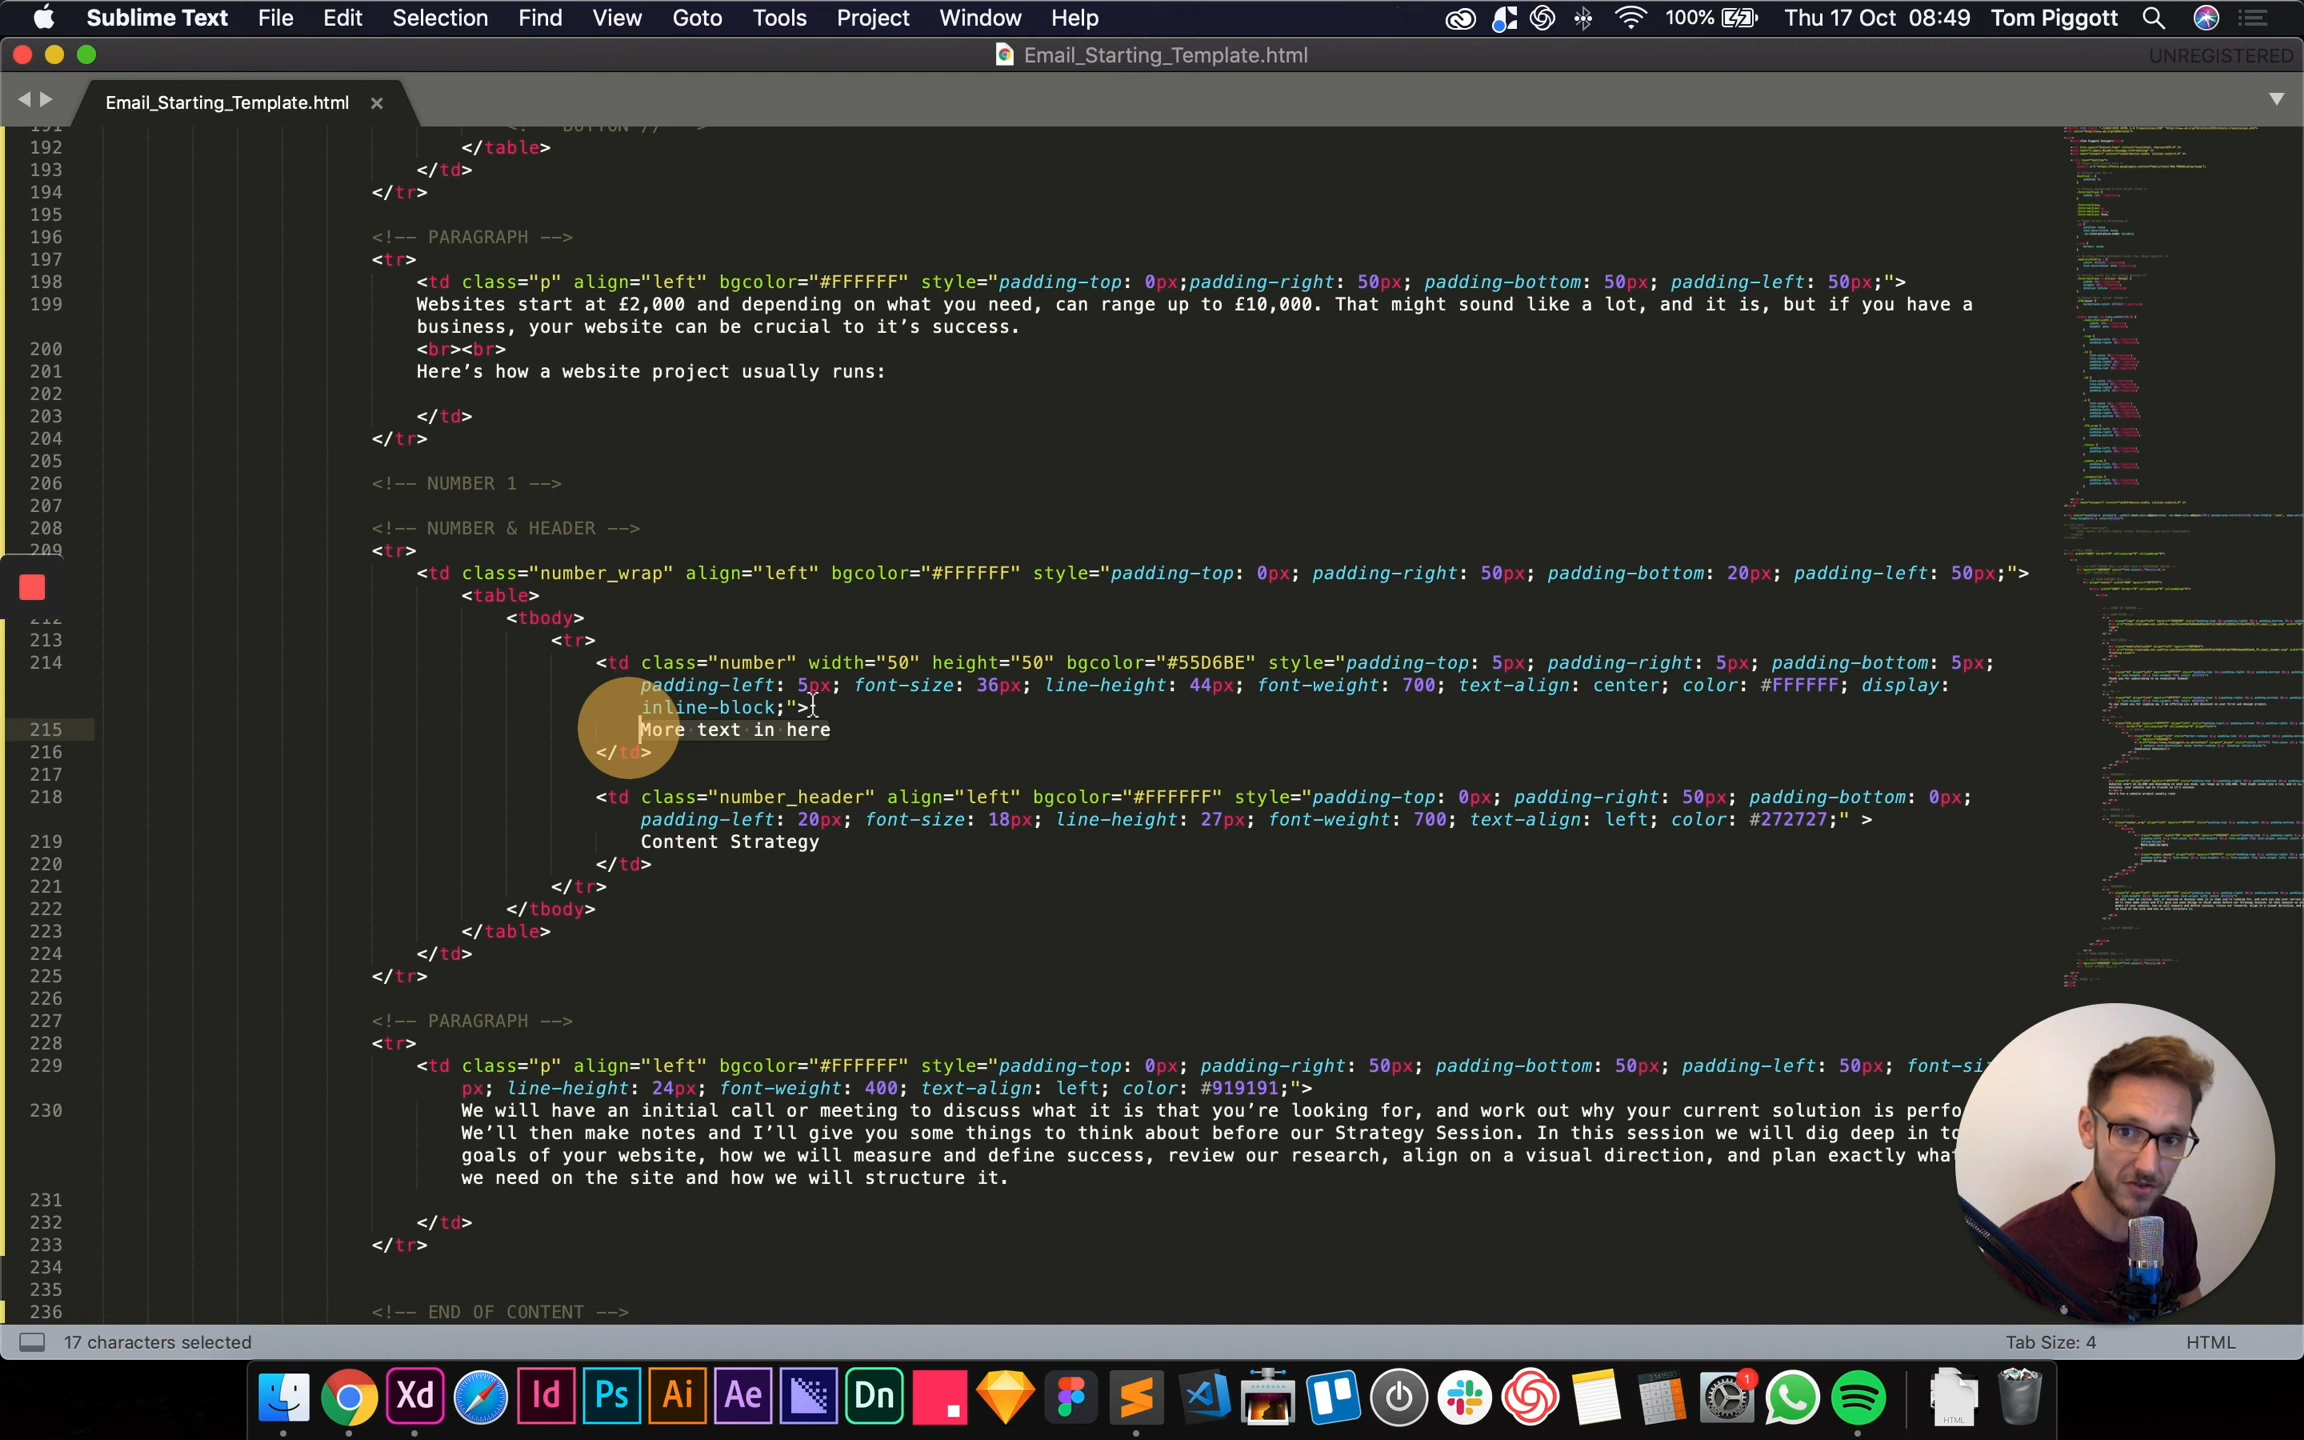 Sublime Text File Edit Selection Find View Goto Tools Project Window Help 100% Thu 17 Oct 08:49 Tom Piggott
Email_Starting_Template.html UNREGISTERED
Email_Starting_Template.html ×
191 BUTTON //
192 </table>
193 </td>
194 </tr>
195
196 <!-- PARAGRAPH -->
197 <tr>
198 <td class="p" align="left" bgcolor="#FFFFFF" style="padding-top: 0px;padding-right: 50px; padding-bottom: 50px; padding-left: 50px;">
199 Websites start at £2,000 and depending on what you need, can range up to £10,000. That might sound like a lot, and it is, but if you have a
business, your website can be crucial to it’s success.
200 <br><br>
201 Here’s how a website project usually runs:
202
203 </td>
204 </tr>
205
206 <!-- NUMBER 1 -->
207
208 <!-- NUMBER & HEADER -->
209 <tr>
<td class="number_wrap" align="left" bgcolor="#FFFFFF" style="padding-top: 0px; padding-right: 50px; padding-bottom: 20px; padding-left: 50px;">
<table>
212 <tbody>
213 <tr>
214 <td class="number" width="50" height="50" bgcolor="#55D6BE" style="padding-top: 5px; padding-right: 5px; padding-bottom: 5px;
padding-left: 5px; font-size: 36px; line-height: 44px; font-weight: 700; text-align: center; color: #FFFFFF; display:
inline-block;">
215 More text in here
216 </td>
217
218 <td class="number_header" align="left" bgcolor="#FFFFFF" style="padding-top: 0px; padding-right: 50px; padding-bottom: 0px;
padding-left: 20px; font-size: 18px; line-height: 27px; font-weight: 700; text-align: left; color: #272727;" >
219 Content Strategy
220 </td>
221 </tr>
222 </tbody>
223 </table>
224 </td>
225 </tr>
226
227 <!-- PARAGRAPH -->
228 <tr>
229 <td class="p" align="left" bgcolor="#FFFFFF" style="padding-top: 0px; padding-right: 50px; padding-bottom: 50px; padding-left: 50px; font-si
px; line-height: 24px; font-weight: 400; text-align: left; color: #919191;">
230 We will have an initial call or meeting to discuss what it is that you’re looking for, and work out why your current solution is perfo
We’ll then make notes and I’ll give you some things to think about before our Strategy Session. In this session we will dig deep in to
goals of your website, how we will measure and define success, review our research, align on a visual direction, and plan exactly wha
we need on the site and how we will structure it.
231
232 </td>
233 </tr>
234
235
236 <!-- END OF CONTENT -->
17 characters selected Tab Size: 4 HTML
Xd Id Ps Ai Ae Dn 1 HTML